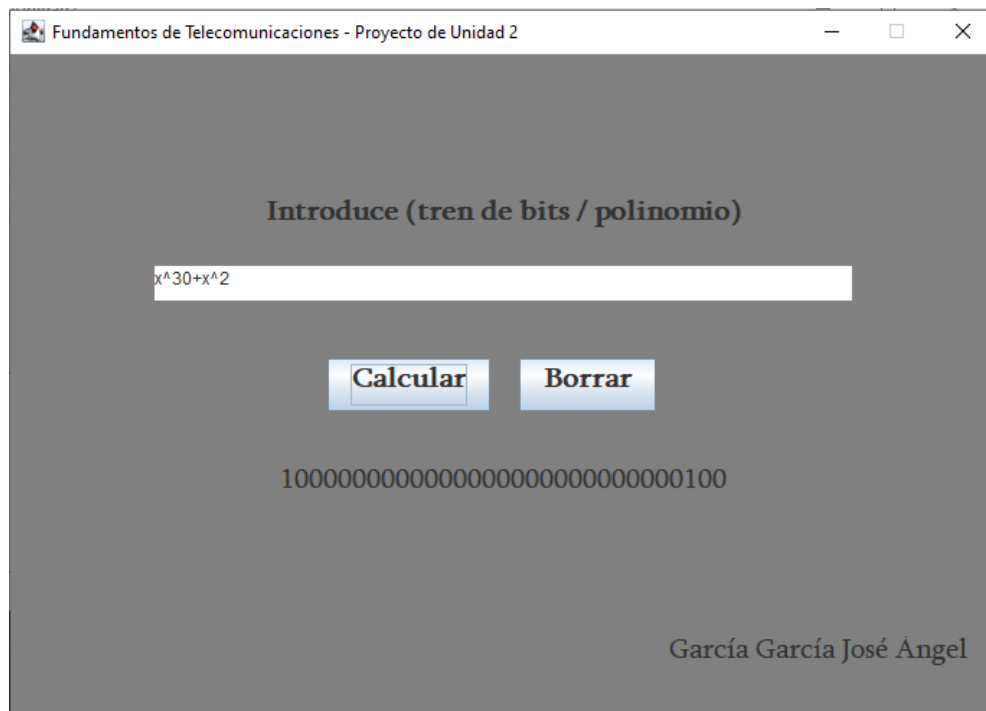 Fundamentos de Telecomunicaciones - Proyecto de Unidad 2
Introduce (tren de bits / polinomio)
x^30+x^2
Calcular Borrar
1000000000000000000000000000100
García García José Ángel